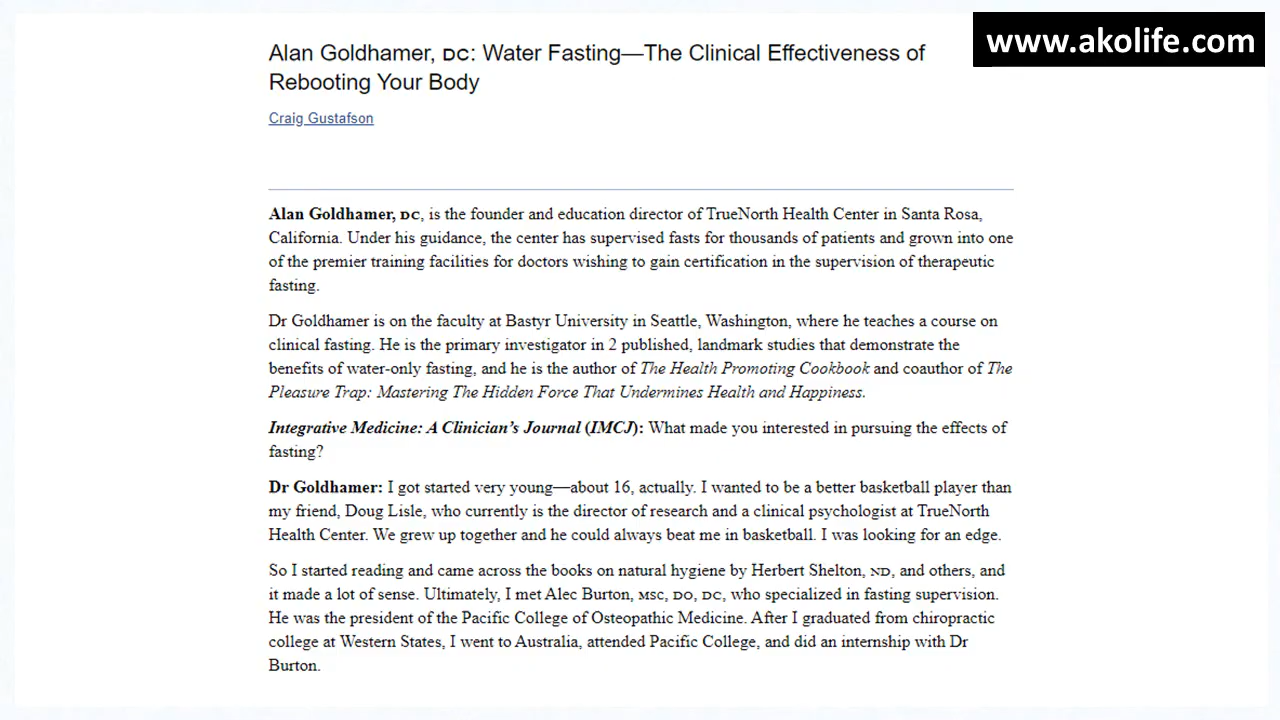 www.akolife.com
Alan Goldhamer, DC: Water Fasting—The Clinical Effectiveness of
Rebooting Your Body
Craig Gustafson
Alan Goldhamer, DC, is the founder and education director of TrueNorth Health Center in Santa Rosa,
California. Under his guidance, the center has supervised fasts for thousands of patients and grown into one
of the premier training facilities for doctors wishing to gain certification in the supervision of therapeutic
fasting.
Dr Goldhamer is on the faculty at Bastyr University in Seattle, Washington, where he teaches a course on
clinical fasting. He is the primary investigator in 2 published, landmark studies that demonstrate the
benefits of water-only fasting, and he is the author of The Health Promoting Cookbook and coauthor of The
Pleasure Trap: Mastering The Hidden Force That Undermines Health and Happiness.
Integrative Medicine: A Clinician’s Journal (IMCJ): What made you interested in pursuing the effects of
fasting?
Dr Goldhamer: I got started very young—about 16, actually. I wanted to be a better basketball player than
my friend, Doug Lisle, who currently is the director of research and a clinical psychologist at TrueNorth
Health Center. We grew up together and he could always beat me in basketball. I was looking for an edge.
So I started reading and came across the books on natural hygiene by Herbert Shelton, ND, and others, and
it made a lot of sense. Ultimately, I met Alec Burton, MSC, DO, DC, who specialized in fasting supervision.
He was the president of the Pacific College of Osteopathic Medicine. After I graduated from chiropractic
college at Western States, I went to Australia, attended Pacific College, and did an internship with Dr
Burton.